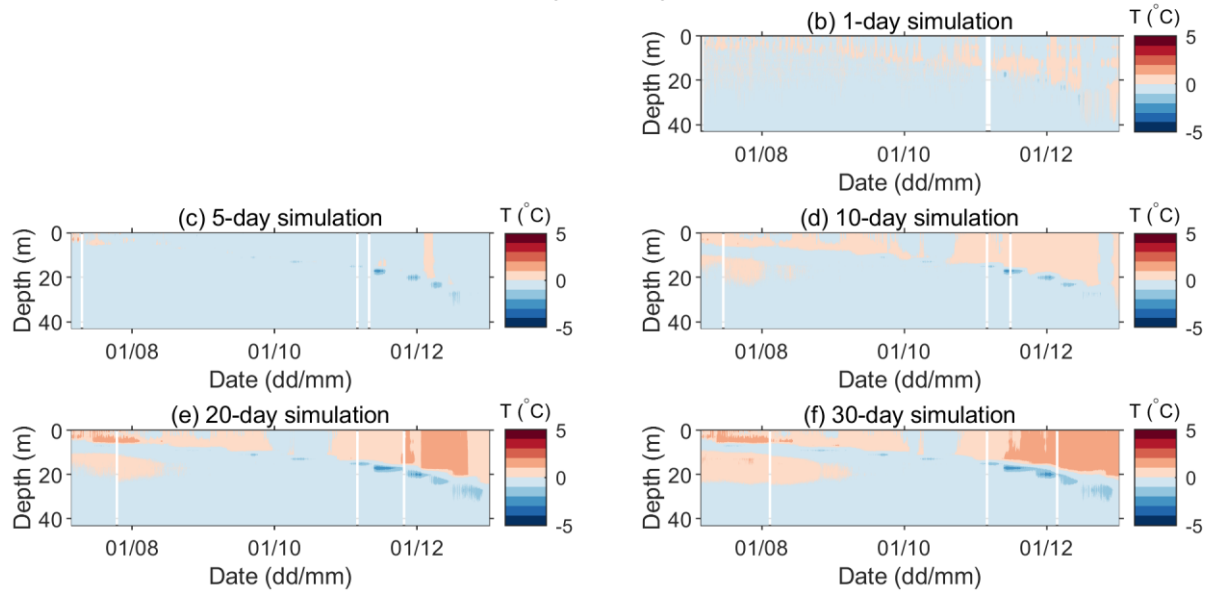 (b) 1-day simulation
T (°C)
Depth (m)
0
20
40
5
0
-5
01/08
01/10
01/12
Date (dd/mm)
(c) 5-day simulation
T (°C)
Depth (m)
0
20
40
5
0
-5
01/08
01/10
01/12
Date (dd/mm)
(d) 10-day simulation
T (°C)
Depth (m)
0
20
40
5
0
-5
01/08
01/10
01/12
Date (dd/mm)
(e) 20-day simulation
T (°C)
Depth (m)
0
20
40
5
0
-5
01/08
01/10
01/12
Date (dd/mm)
(f) 30-day simulation
T (°C)
Depth (m)
0
20
40
5
0
-5
01/08
01/10
01/12
Date (dd/mm)